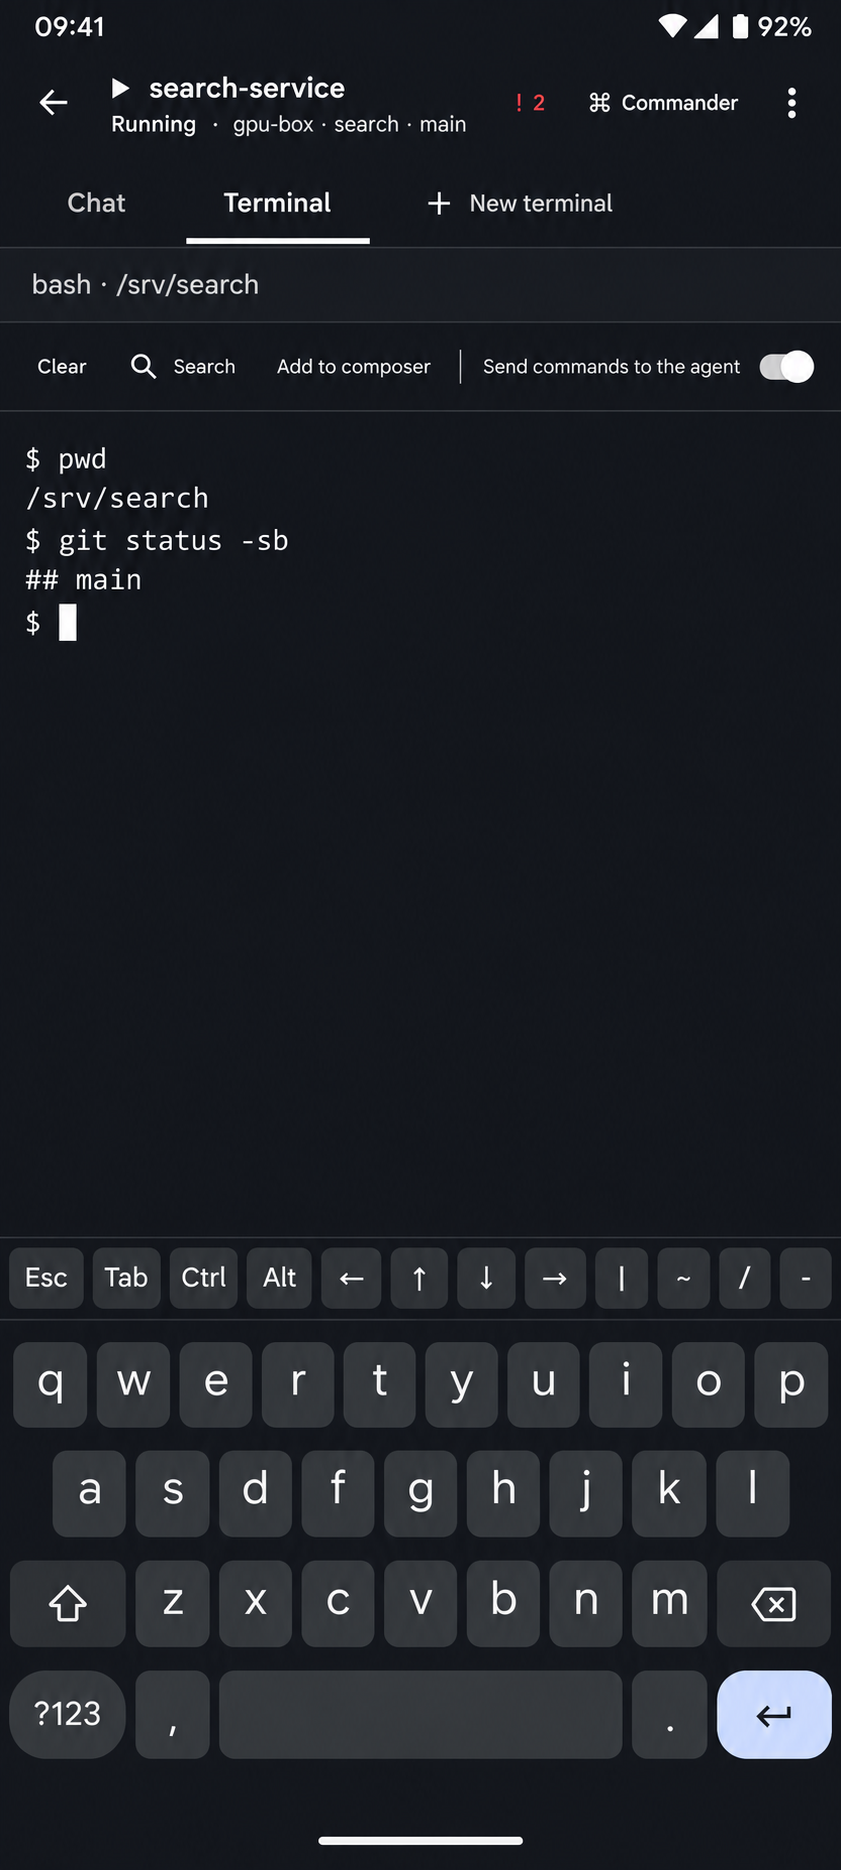 09:41
92%
search-service
! 2
⌘ Commander
Running · gpu-box · search · main
Chat
Terminal
+ New terminal
bash · /srv/search
Clear
Search
Add to composer
Send commands to the agent
$ pwd
/srv/search
$ git status -sb
## main
$
Esc Tab Ctrl Alt ← ↑ ↓ → | ~ / -
q w e r t y u i o p
a s d f g h j k l
z x c v b n m
?123 , .